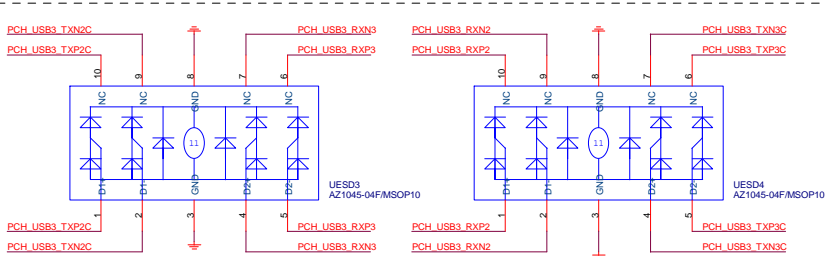 PCH_USB3_TXN2C
PCH_USB3_TXP2C
PCH_USB3_RXN3
PCH_USB3_RXP3
10
9
8
7
6
NC
NC
GND
NC
NC
11
D1+
D1-
GND
D2+
D2-
UESD3
AZ1045-04F/MSOP10
1
2
3
4
5
PCH_USB3_TXP2C
PCH_USB3_TXN2C
PCH_USB3_RXP3
PCH_USB3_RXN3
PCH_USB3_RXN2
PCH_USB3_RXP2
PCH_USB3_TXN3C
PCH_USB3_TXP3C
10
9
8
7
6
NC
NC
GND
NC
NC
11
D1+
D1-
GND
D2+
D2-
UESD4
AZ1045-04F/MSOP10
1
2
3
4
5
PCH_USB3_RXP2
PCH_USB3_RXN2
PCH_USB3_TXP3C
PCH_USB3_TXN3C